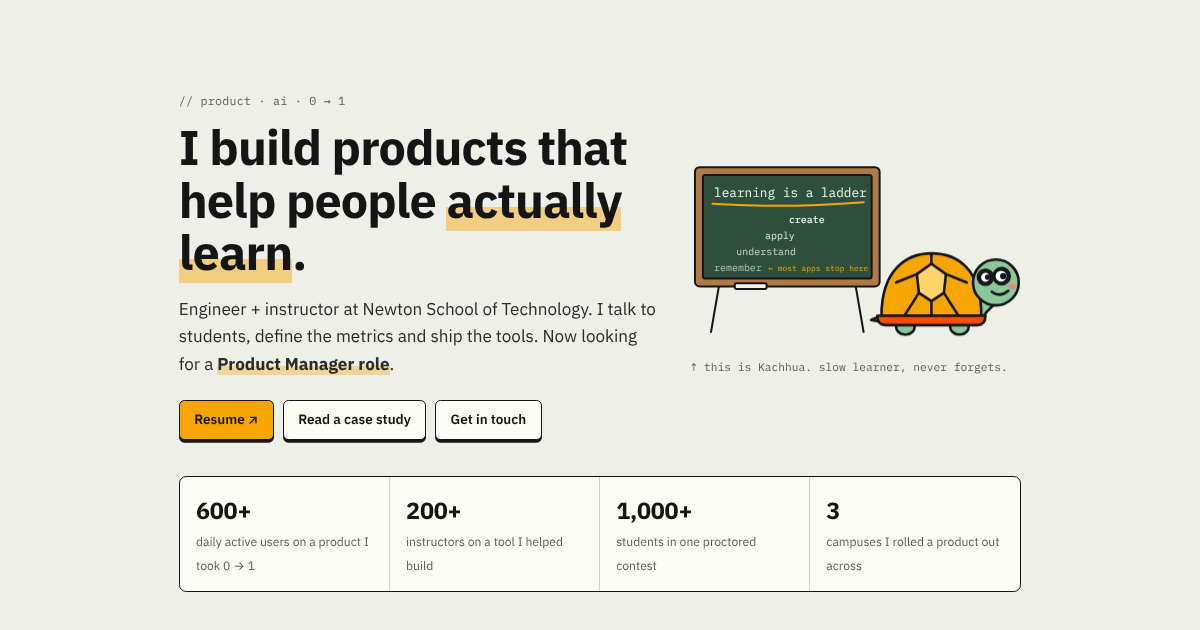 // product · ai · 0 → 1
I build products that
help people actually
learn.
Engineer + instructor at Newton School of Technology. I talk to
students, define the metrics and ship the tools. Now looking
for a Product Manager role.
Resume ↗
Read a case study
Get in touch
learning is a ladder
create
apply
understand
remember ← most apps stop here
↑ this is Kachhua. slow learner, never forgets.
600+
daily active users on a product I
took 0 → 1
200+
instructors on a tool I helped
build
1,000+
students in one proctored
contest
3
campuses I rolled a product out
across